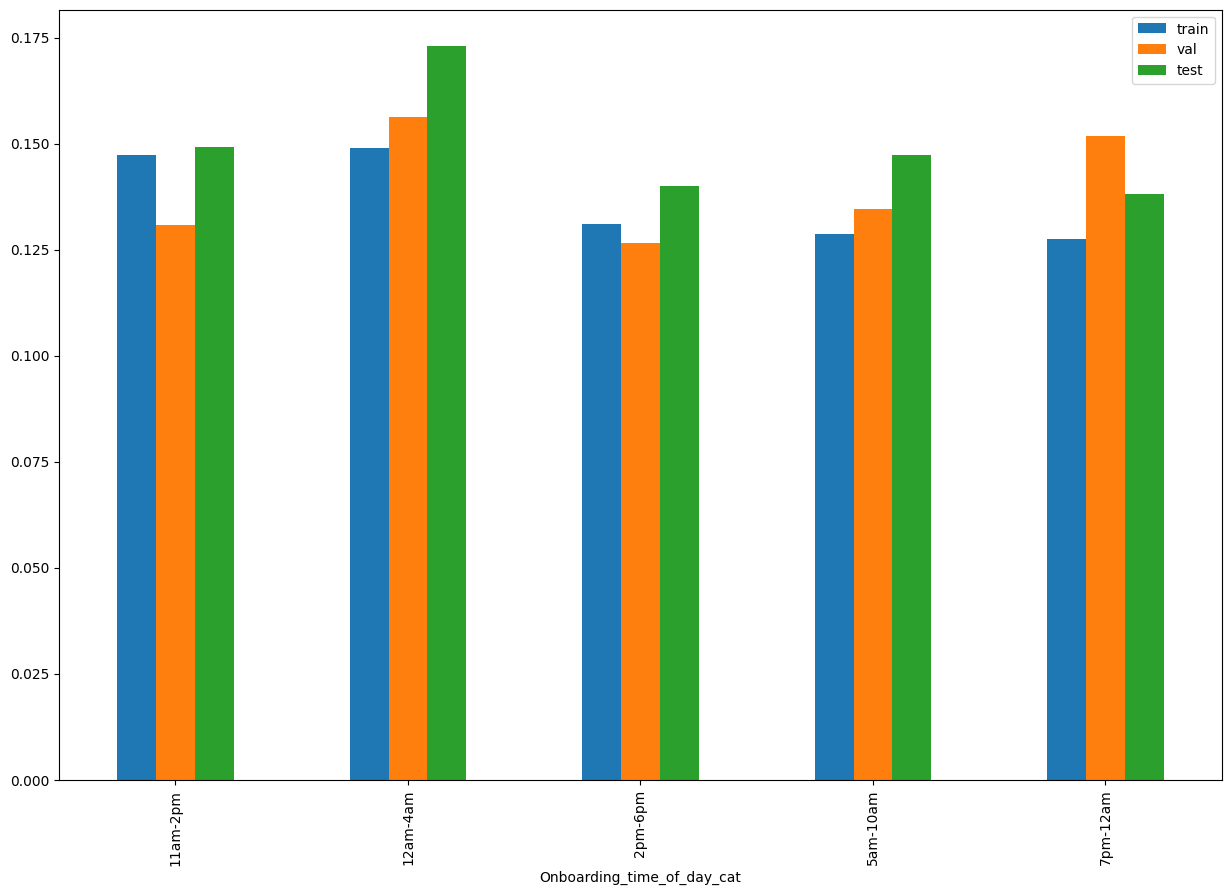 train
val
test
0.175
0.150
0.125
0.100
0.075
0.050
0.025
0.000
11am-2pm
12am-4am
2pm-6pm
5am-10am
7pm-12am
Onboarding_time_of_day_cat